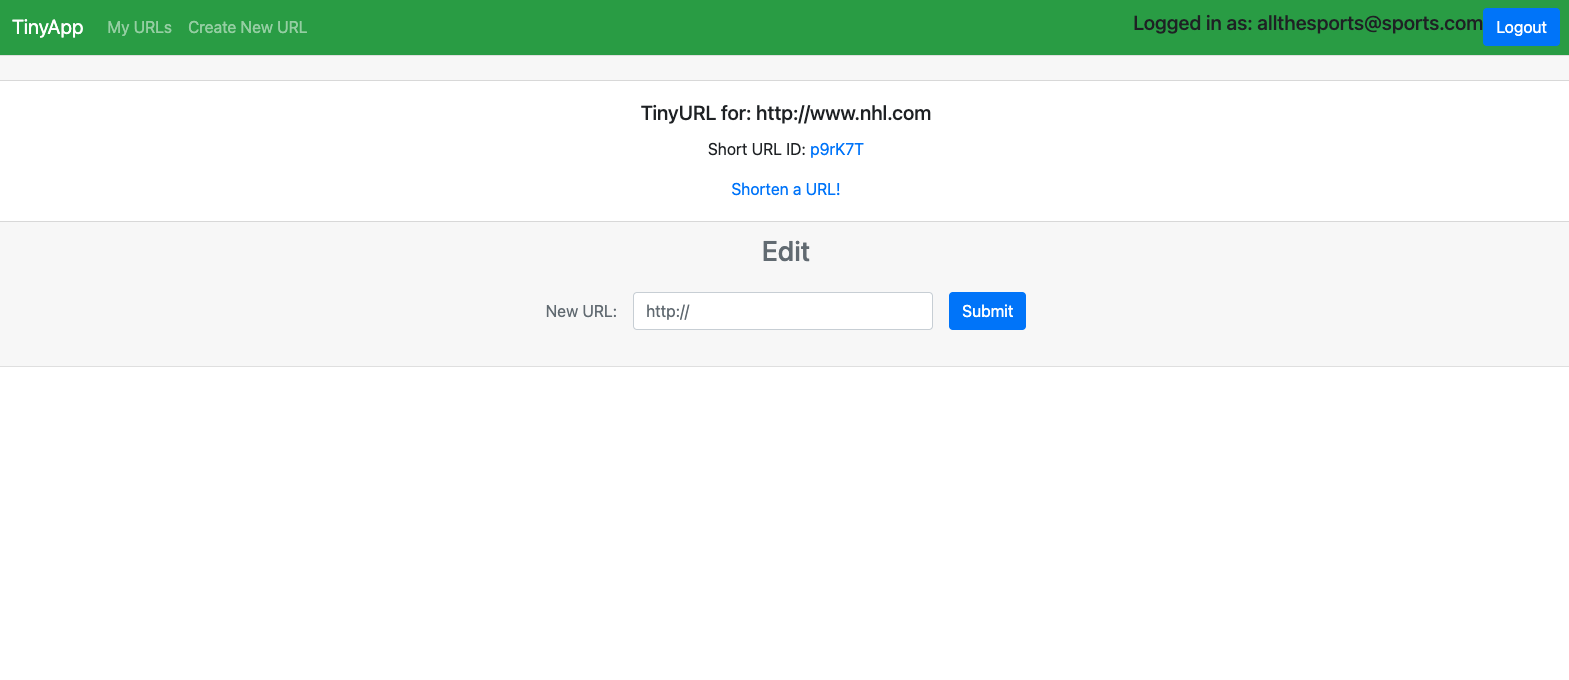 TinyApp My URLs Create New URL Logged in as: allthesports@sports.com Logout
TinyURL for: http://www.nhl.com
Short URL ID: p9rK7T
Shorten a URL!
Edit
New URL: http:// Submit